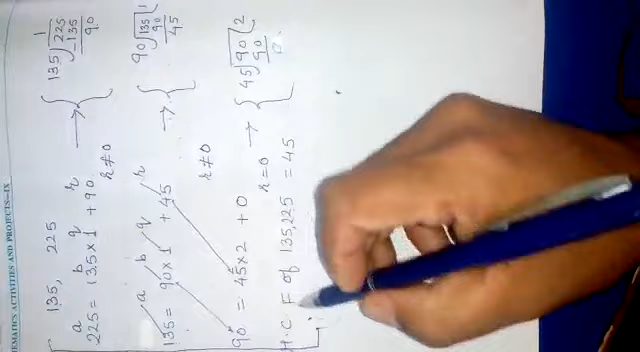 EMATICS ACTIVITIES AND PROJECTS—IX
135, 225
a b q r
225 = 135 x 1 + 90
r ≠ 0
→
1
135 225
-135
90
a b q r
135 = 90 x 1 + 45
r ≠ 0
→
90 135 1
90
45
90 = 45 x 2 + 0
r = 0
→
45 90 2
90
0
H.C.F of 135,225 = 45